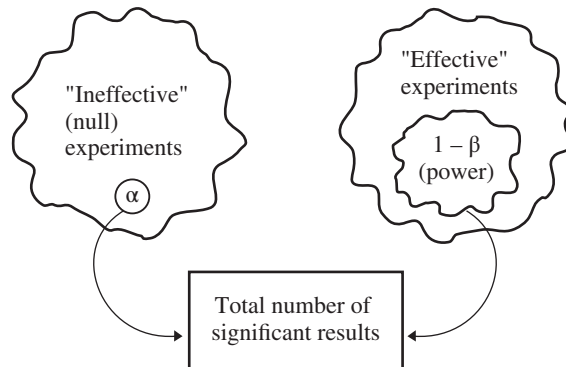 "Ineffective"
(null)
experiments
α
"Effective"
experiments
1 – β
(power)
Total number of
significant results